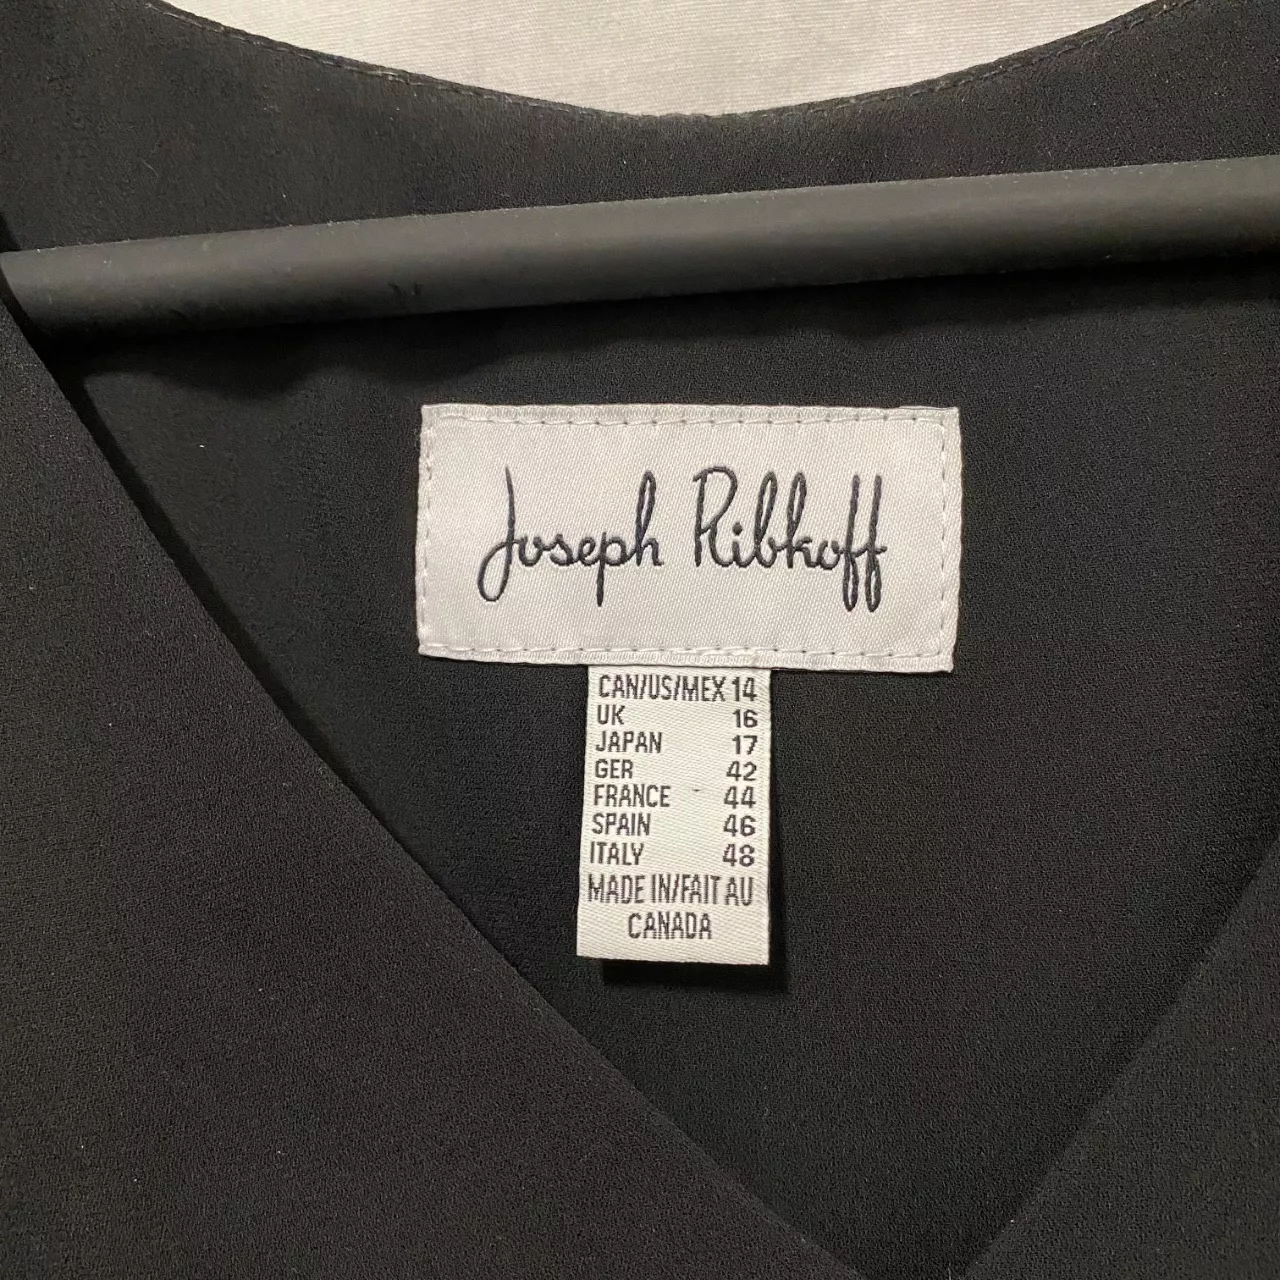 Joseph Ribkoff
CAN/US/MEX 14
UK 16
JAPAN 17
GER 42
FRANCE 44
SPAIN 46
ITALY 48
MADE IN/FAIT AU
CANADA